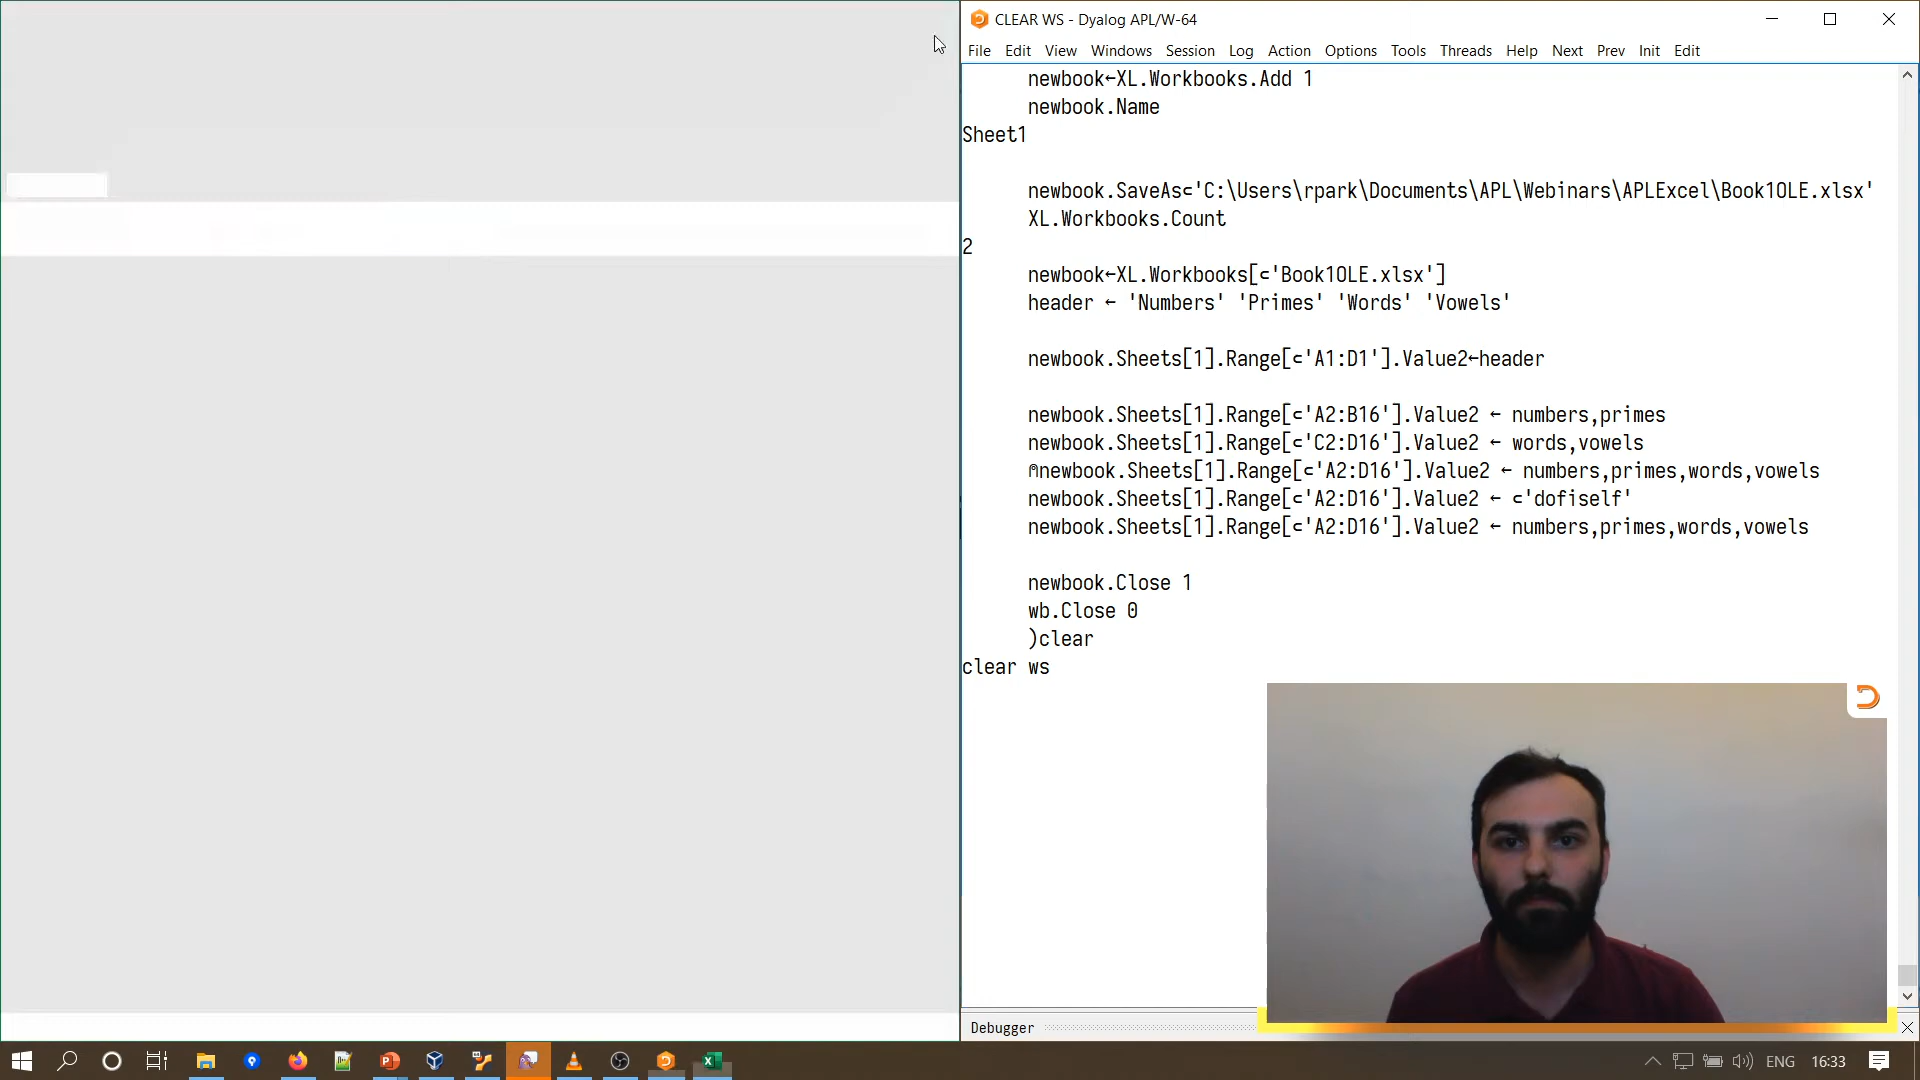 CLEAR WS - Dyalog APL/W-64
File Edit View Windows Session Log Action Options Tools Threads Help Next Prev Init Edit
newbook←XL.Workbooks.Add 1
newbook.Name
Sheet1
newbook.SaveAs⊂'C:\Users\rpark\Documents\APL\Webinars\APLExcel\Book1OLE.xlsx'
XL.Workbooks.Count
2
newbook←XL.Workbooks[⊂'Book1OLE.xlsx']
header ← 'Numbers' 'Primes' 'Words' 'Vowels'
newbook.Sheets[1].Range[⊂'A1:D1'].Value2←header
newbook.Sheets[1].Range[⊂'A2:B16'].Value2 ← numbers,primes
newbook.Sheets[1].Range[⊂'C2:D16'].Value2 ← words,vowels
⍝newbook.Sheets[1].Range[⊂'A2:D16'].Value2 ← numbers,primes,words,vowels
newbook.Sheets[1].Range[⊂'A2:D16'].Value2 ← ⊂'dofiself'
newbook.Sheets[1].Range[⊂'A2:D16'].Value2 ← numbers,primes,words,vowels
newbook.Close 1
wb.Close 0
)clear
clear ws
Debugger
ENG 16:33